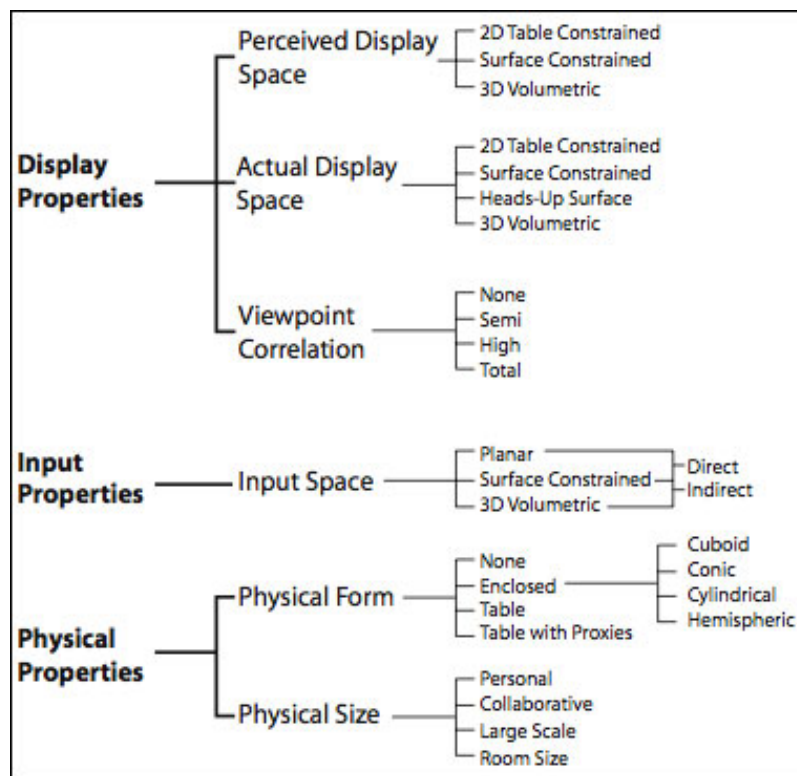 Display
Properties
Perceived Display
Space
2D Table Constrained
Surface Constrained
3D Volumetric
Actual Display
Space
2D Table Constrained
Surface Constrained
Heads-Up Surface
3D Volumetric
Viewpoint
Correlation
None
Semi
High
Total
Input
Properties
Input Space
Planar
Surface Constrained
3D Volumetric
Direct
Indirect
Physical
Properties
Physical Form
None
Enclosed
Table
Table with Proxies
Cuboid
Conic
Cylindrical
Hemispheric
Physical Size
Personal
Collaborative
Large Scale
Room Size